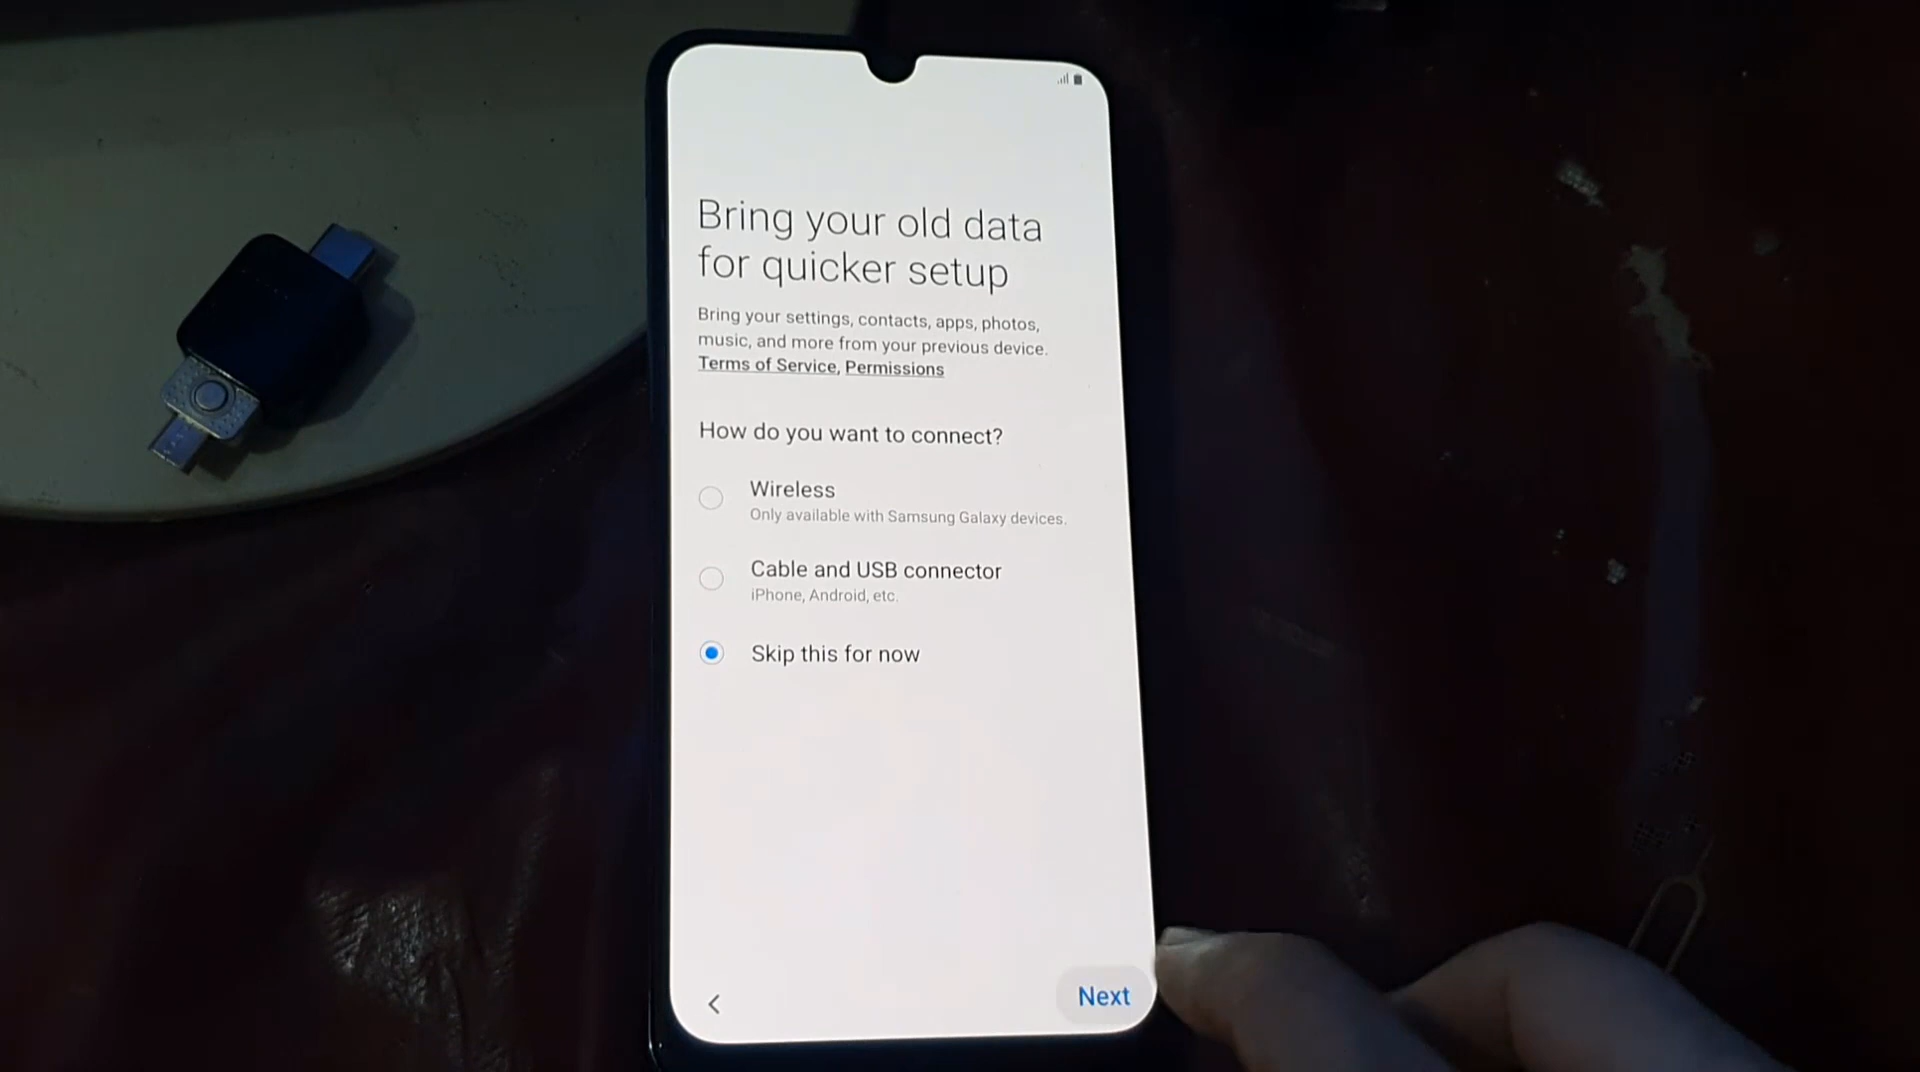 Bring your old data
for quicker setup
Bring your settings, contacts, apps, photos,
music, and more from your previous device.
Terms of Service, Permissions
How do you want to connect?
Wireless
Only available with Samsung Galaxy devices.
Cable and USB connector
iPhone, Android, etc.
Skip this for now
Next